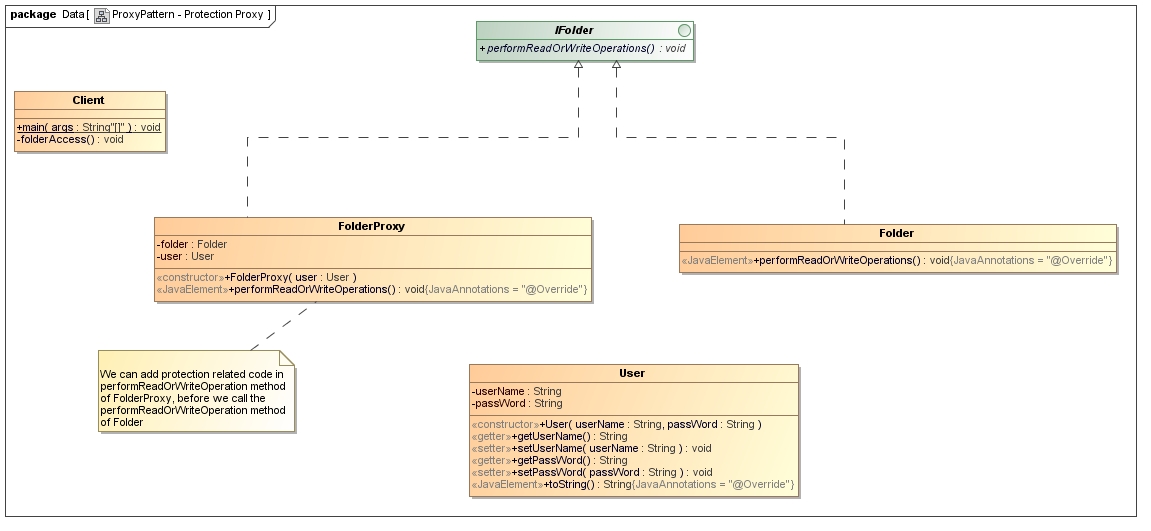 package Data [ ProxyPattern - Protection Proxy ]
IFolder
+performReadOrWriteOperations() : void
Client
+main( args : String"[]" ) : void
-folderAccess() : void
FolderProxy
-folder : Folder
-user : User
«constructor»+FolderProxy( user : User )
«JavaElement»+performReadOrWriteOperations() : void{JavaAnnotations = "@Override"}
Folder
«JavaElement»+performReadOrWriteOperations() : void{JavaAnnotations = "@Override"}
We can add protection related code in
performReadOrWriteOperation method
of FolderProxy, before we call the
performReadOrWriteOperation method
of Folder
User
-userName : String
-passWord : String
«constructor»+User( userName : String, passWord : String )
«getter»+getUserName() : String
«setter»+setUserName( userName : String ) : void
«getter»+getPassWord() : String
«setter»+setPassWord( passWord : String ) : void
«JavaElement»+toString() : String{JavaAnnotations = "@Override"}